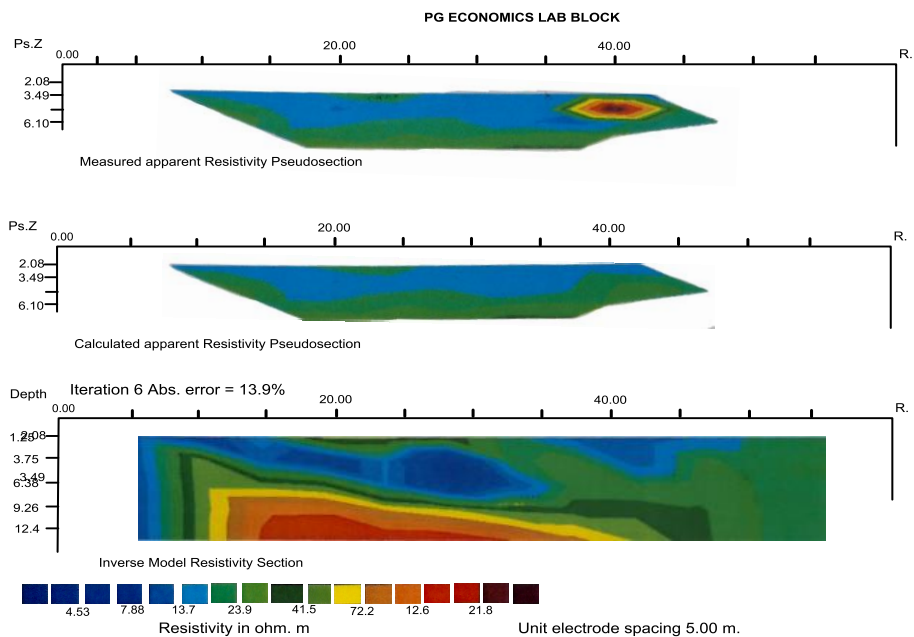 PG ECONOMICS LAB BLOCK
Ps.Z 0.00 20.00 40.00 R.
2.08
3.49
6.10
Measured apparent Resistivity Pseudosection
Ps.Z 0.00 20.00 40.00 R.
2.08
3.49
6.10
Calculated apparent Resistivity Pseudosection
Iteration 6 Abs. error = 13.9%
Depth 0.00 20.00 40.00 R.
1.25 2.08
3.75
3.49
6.38
9.26
12.4
Inverse Model Resistivity Section
4.53 7.88 13.7 23.9 41.5 72.2 12.6 21.8
Resistivity in ohm. m Unit electrode spacing 5.00 m.